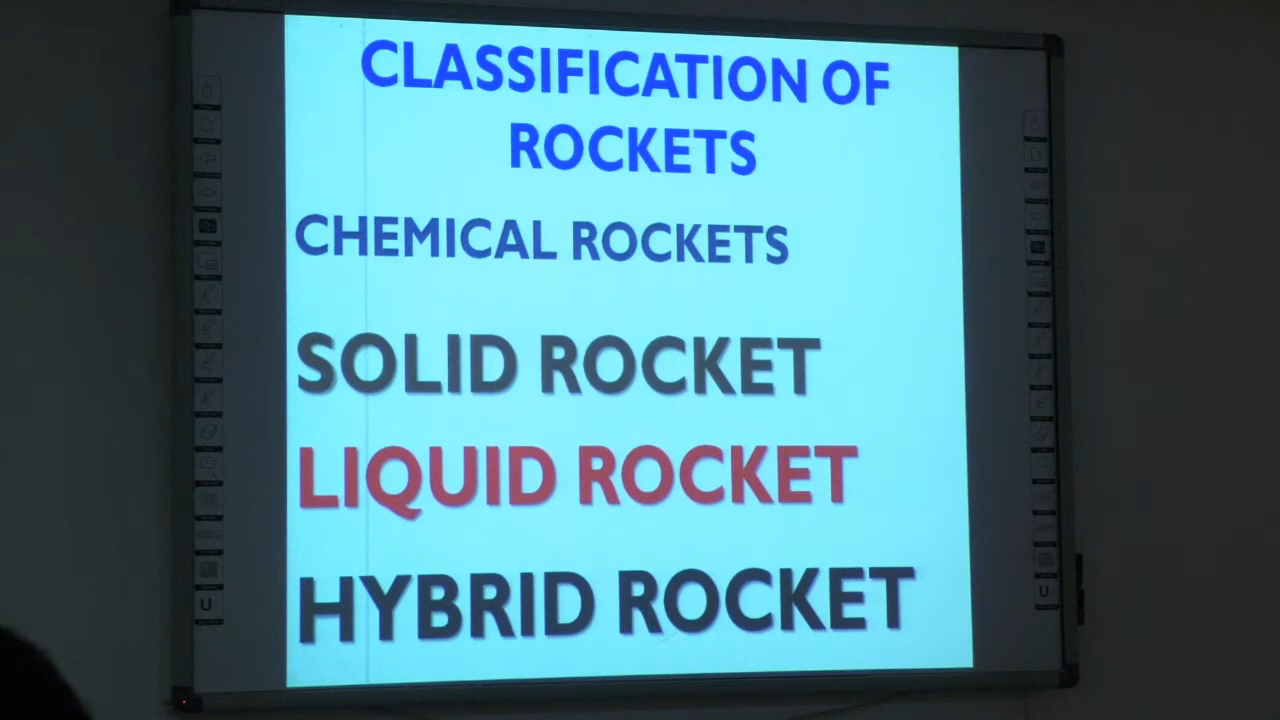 CLASSIFICATION OF
ROCKETS
CHEMICAL ROCKETS
SOLID ROCKET
LIQUID ROCKET
HYBRID ROCKET
U
U